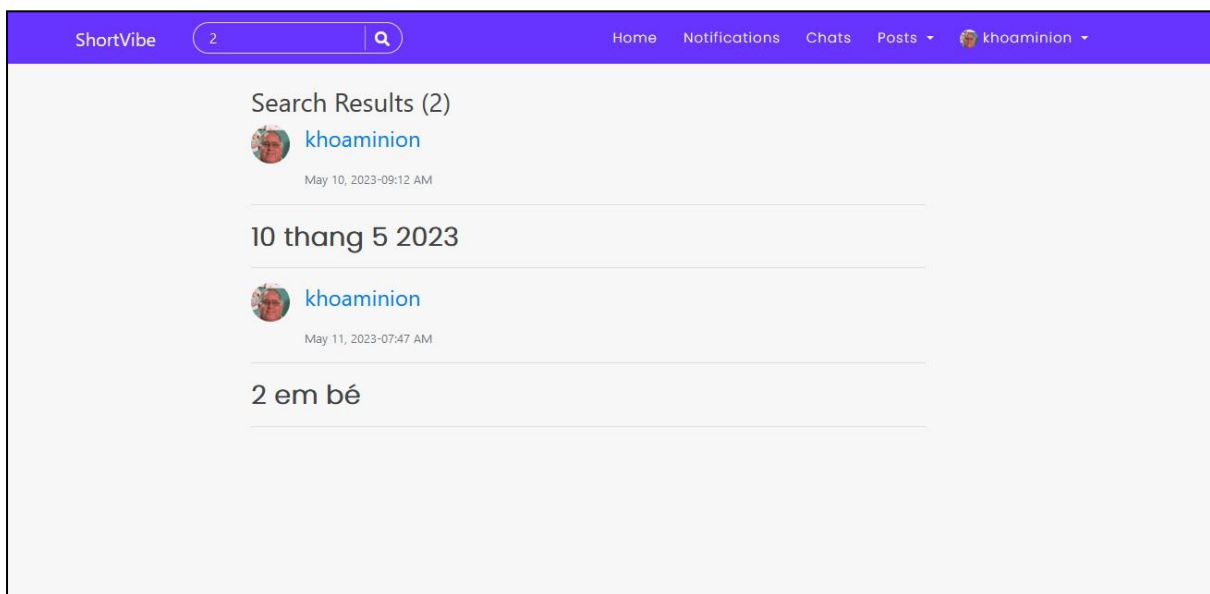 ShortVibe 2 Home Notifications Chats Posts khoaminion
Search Results (2)
khoaminion
May 10, 2023-09:12 AM
10 thang 5 2023
khoaminion
May 11, 2023-07:47 AM
2 em bé